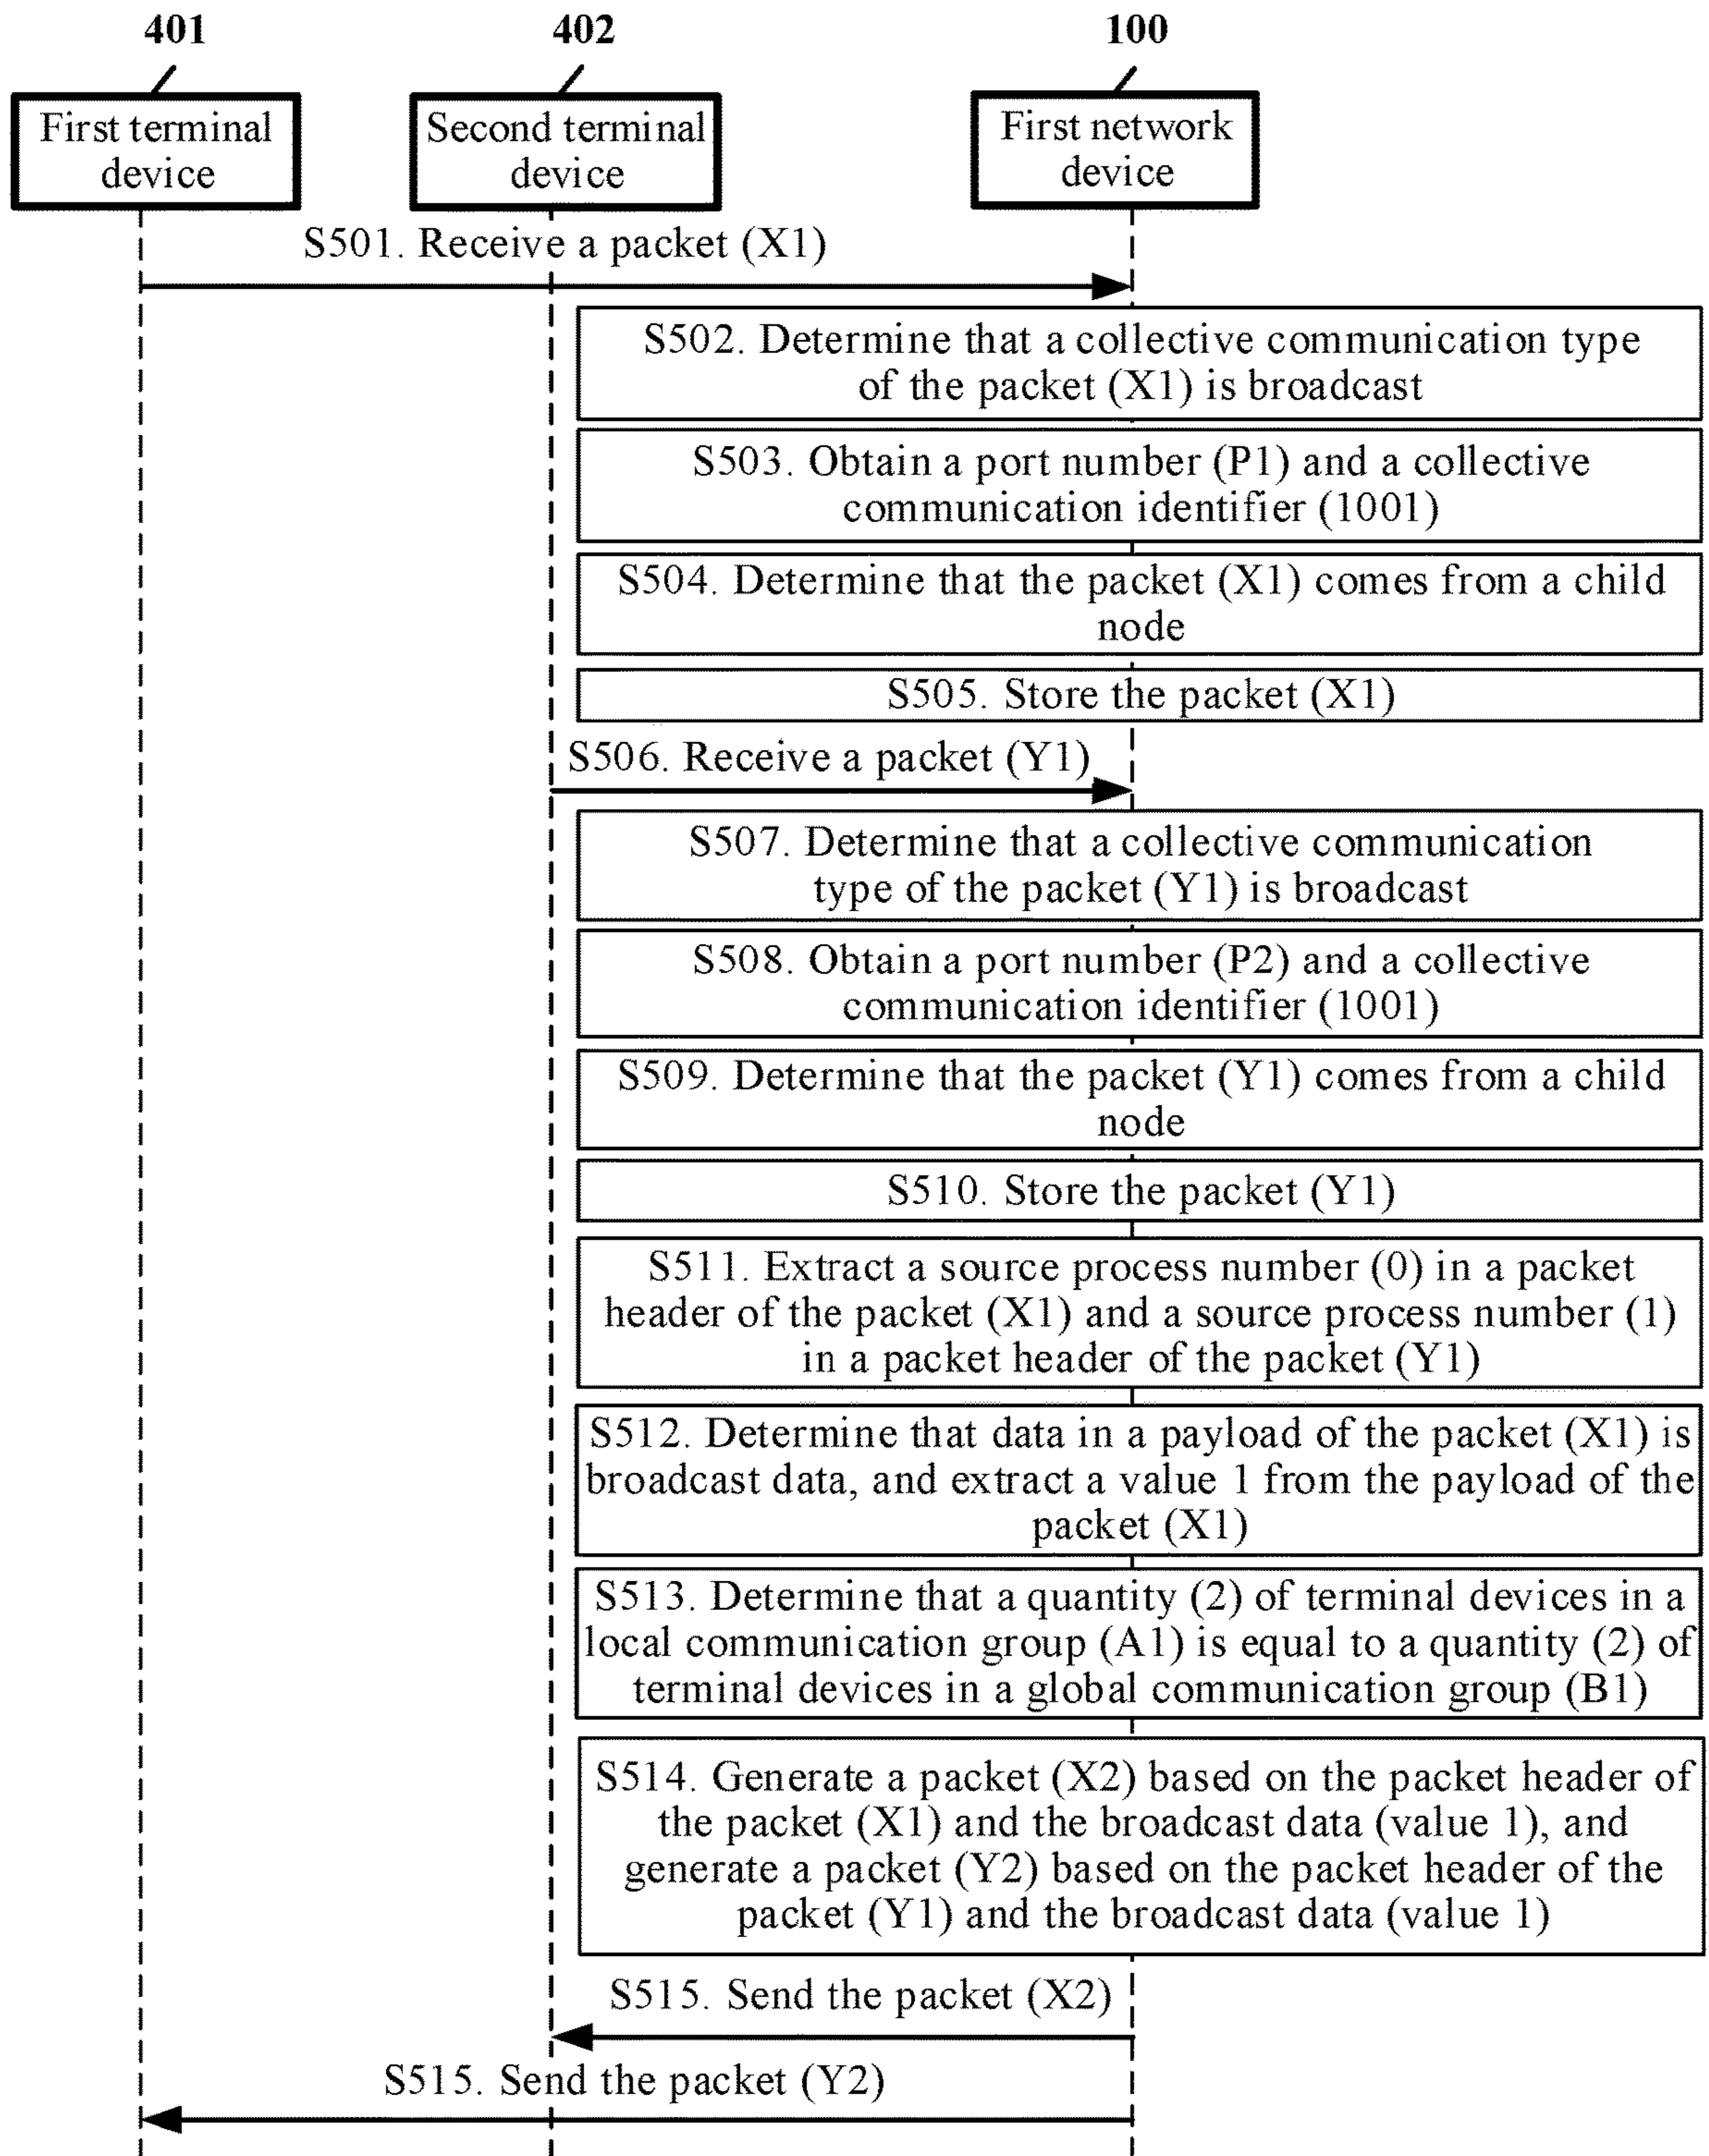 401
402
100
First terminal
device
Second terminal
device
First network
device
S501. Receive a packet (X1)
S502. Determine that a collective communication type
of the packet (X1) is broadcast
S503. Obtain a port number (P1) and a collective
communication identifier (1001)
S504. Determine that the packet (X1) comes from a child
node
S505. Store the packet (X1)
S506. Receive a packet (Y1)
S507. Determine that a collective communication
type of the packet (Y1) is broadcast
S508. Obtain a port number (P2) and a collective
communication identifier (1001)
S509. Determine that the packet (Y1) comes from a child
node
S510. Store the packet (Y1)
S511. Extract a source process number (0) in a packet
header of the packet (X1) and a source process number (1)
in a packet header of the packet (Y1)
S512. Determine that data in a payload of the packet (X1) is
broadcast data, and extract a value 1 from the payload of the
packet (X1)
S513. Determine that a quantity (2) of terminal devices in a
local communication group (A1) is equal to a quantity (2) of
terminal devices in a global communication group (B1)
S514. Generate a packet (X2) based on the packet header of
the packet (X1) and the broadcast data (value 1), and
generate a packet (Y2) based on the packet header of the
packet (Y1) and the broadcast data (value 1)
S515. Send the packet (X2)
S515. Send the packet (Y2)